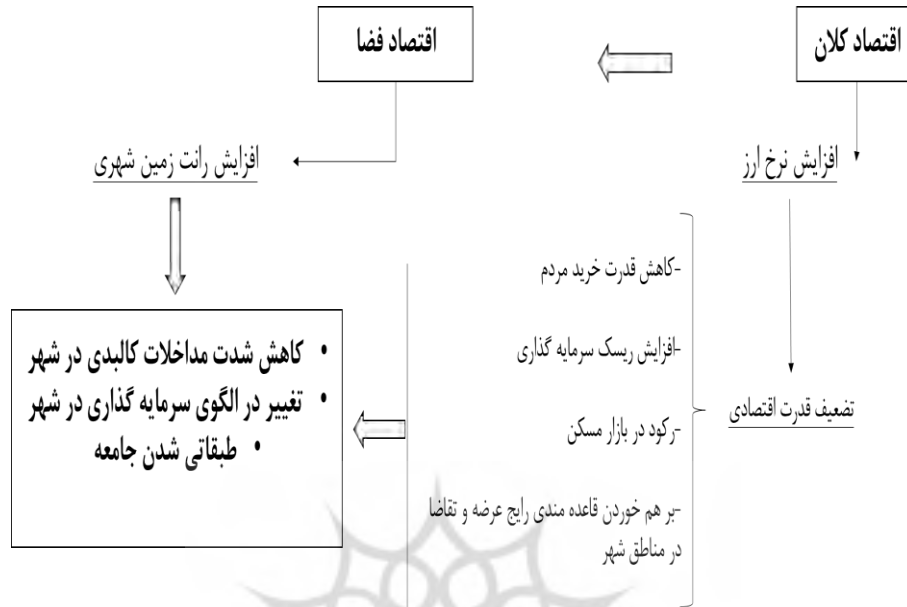 اقتصاد کلان
اقتصاد فضا
افزایش نرخ ارز
افزایش رانت زمین شهری
تضعیف قدرت اقتصادی
-کاهش قدرت خرید مردم
-افزایش ریسک سرمایه گذاری
-رکود در بازار مسکن
-بر هم خوردن قاعده مندی رایج عرضه و تقاضا
در مناطق شهر
• کاهش شدت مداخلات کالبدی در شهر
• تغییر در الگوی سرمایه گذاری در شهر
• طبقاتی شدن جامعه